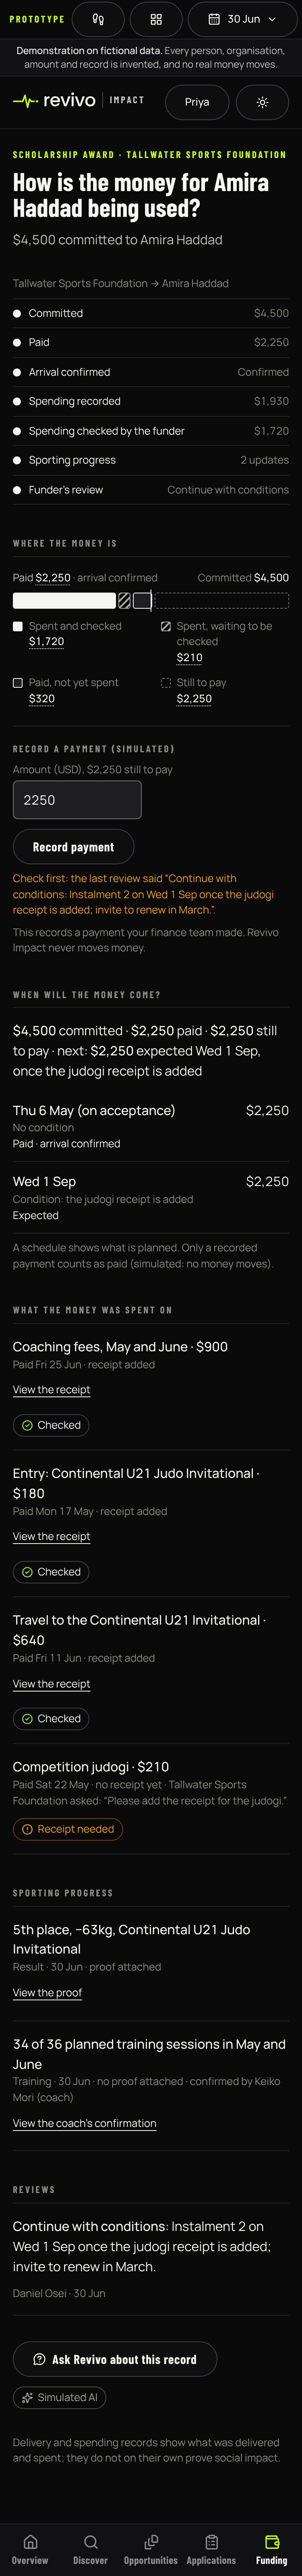 PROTOTYPE
30 Jun
Demonstration on fictional data. Every person, organisation,
amount and record is invented, and no real money moves.
revivo
IMPACT
Priya
SCHOLARSHIP AWARD · TALLWATER SPORTS FOUNDATION
How is the money for Amira
Haddad being used?
$4,500 committed to Amira Haddad
Tallwater Sports Foundation → Amira Haddad
Committed $4,500
Paid $2,250
Arrival confirmed Confirmed
Spending recorded $1,930
Spending checked by the funder $1,720
Sporting progress 2 updates
Funder's review Continue with conditions
WHERE THE MONEY IS
Paid $2,250 · arrival confirmed Committed $4,500
Spent and checked
$1,720
Spent, waiting to be
checked
$210
Paid, not yet spent
$320
Still to pay
$2,250
RECORD A PAYMENT (SIMULATED)
Amount (USD), $2,250 still to pay
2250
Record payment
Check first: the last review said “Continue with
conditions: Instalment 2 on Wed 1 Sep once the judogi
receipt is added; invite to renew in March.”.
This records a payment your finance team made. Revivo
Impact never moves money.
WHEN WILL THE MONEY COME?
$4,500 committed · $2,250 paid · $2,250 still
to pay · next: $2,250 expected Wed 1 Sep,
once the judogi receipt is added
Thu 6 May (on acceptance) $2,250
No condition
Paid · arrival confirmed
Wed 1 Sep $2,250
Condition: the judogi receipt is added
Expected
A schedule shows what is planned. Only a recorded
payment counts as paid (simulated: no money moves).
WHAT THE MONEY WAS SPENT ON
Coaching fees, May and June · $900
Paid Fri 25 Jun · receipt added
View the receipt
Checked
Entry: Continental U21 Judo Invitational ·
$180
Paid Mon 17 May · receipt added
View the receipt
Checked
Travel to the Continental U21 Invitational ·
$640
Paid Fri 11 Jun · receipt added
View the receipt
Checked
Competition judogi · $210
Paid Sat 22 May · no receipt yet · Tallwater Sports
Foundation asked: “Please add the receipt for the judogi.”
Receipt needed
SPORTING PROGRESS
5th place, −63kg, Continental U21 Judo
Invitational
Result · 30 Jun · proof attached
View the proof
34 of 36 planned training sessions in May and
June
Training · 30 Jun · no proof attached · confirmed by Keiko
Mori (coach)
View the coach's confirmation
REVIEWS
Continue with conditions: Instalment 2 on
Wed 1 Sep once the judogi receipt is added;
invite to renew in March.
Daniel Osei · 30 Jun
Ask Revivo about this record
Simulated AI
Delivery and spending records show what was delivered
and spent; they do not on their own prove social impact.
Overview
Discover
Opportunities
Applications
Funding